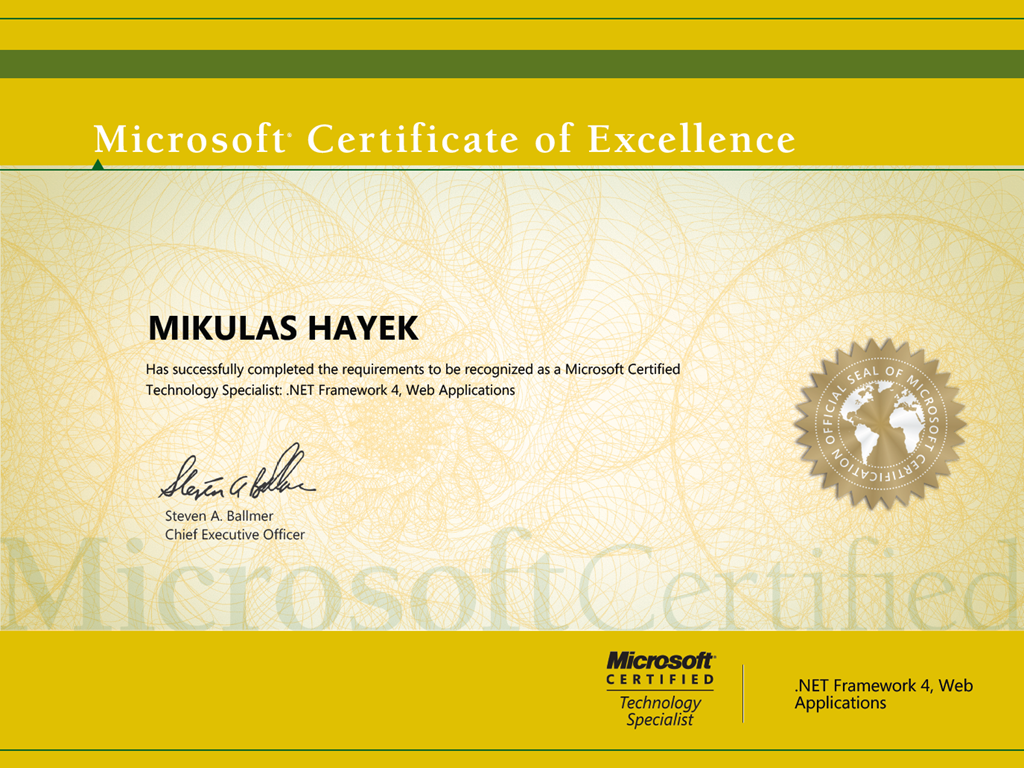 Microsoft® Certificate of Excellence
MIKULAS HAYEK
Has successfully completed the requirements to be recognized as a Microsoft Certified
Technology Specialist: .NET Framework 4, Web Applications
OFFICIAL SEAL OF MICROSOFT CERTIFICATION
Steven A Ballmer
Steven A. Ballmer
Chief Executive Officer
Microsoft Certified
Microsoft®
CERTIFIED
Technology
Specialist
.NET Framework 4, Web
Applications